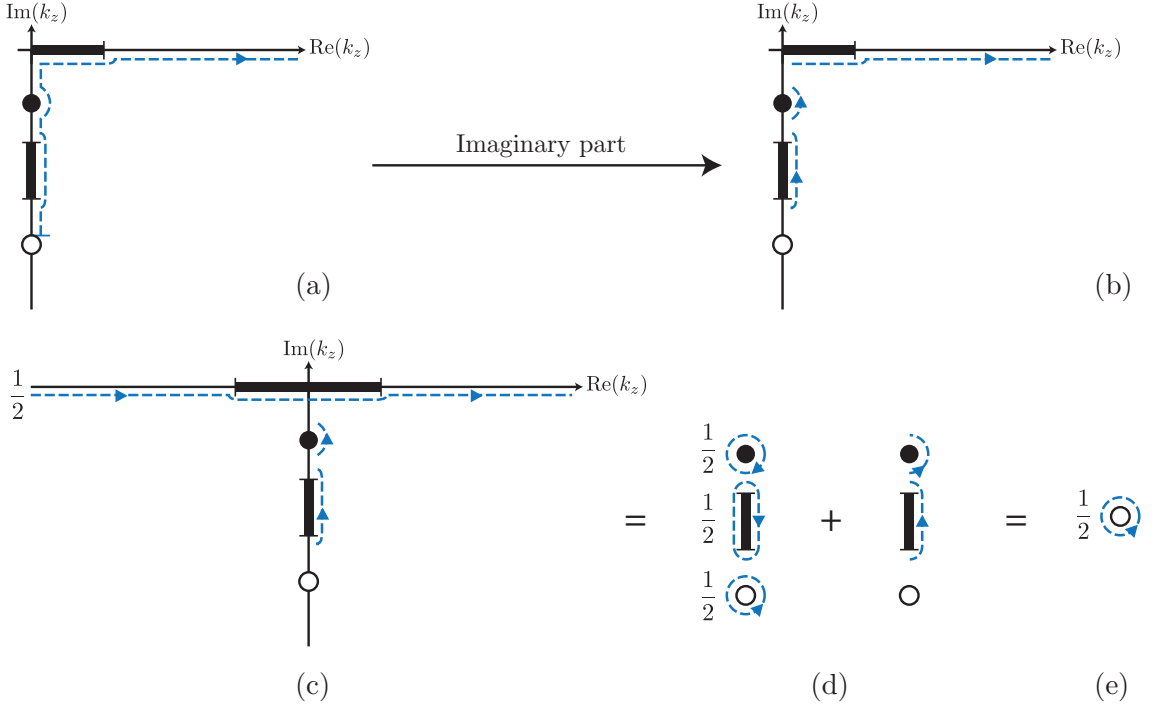 Im(k_z)
Re(k_z)
(a)
Imaginary part
Im(k_z)
Re(k_z)
(b)
1/2
Im(k_z)
Re(k_z)
(c)
=
1/2
1/2
1/2
+
(d)
=
1/2
(e)